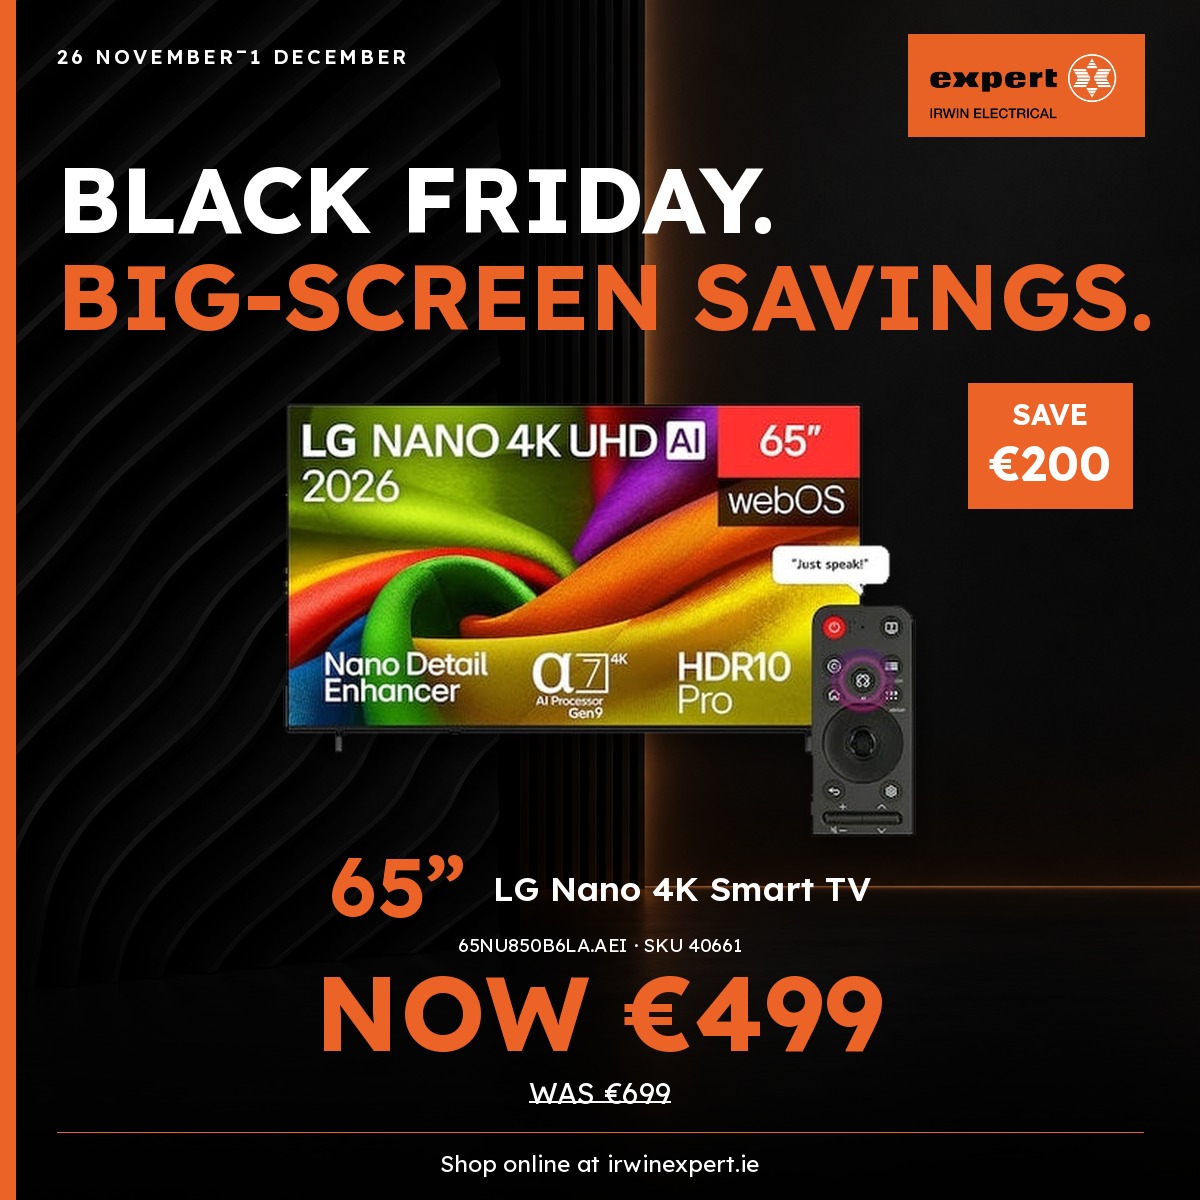 26 NOVEMBER–1 DECEMBER
expert
IRWIN ELECTRICAL
BLACK FRIDAY.
BIG-SCREEN SAVINGS.
SAVE
€200
LG NANO 4K UHD AI
2026
65"
webOS
"Just speak!"
Nano Detail
Enhancer
α7 4K
AI Processor
Gen9
HDR10
Pro
65” LG Nano 4K Smart TV
65NU850B6LA.AEI · SKU 40661
NOW €499
WAS €699
Shop online at irwinexpert.ie